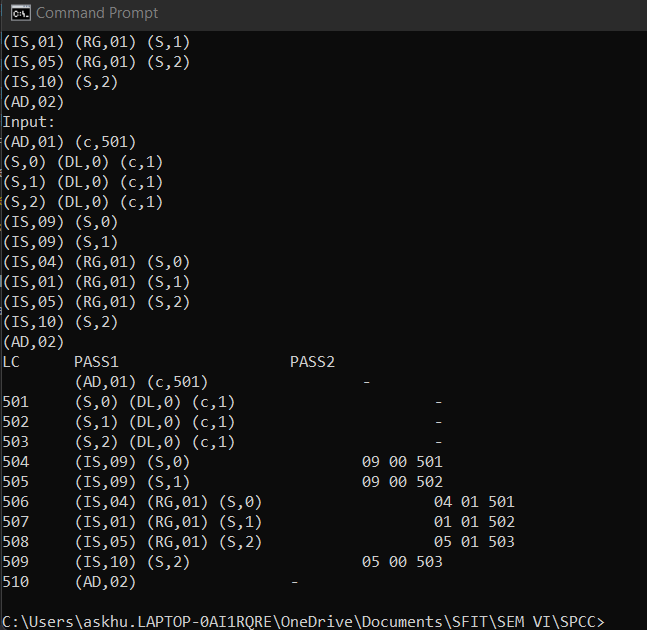 Command Prompt
(IS,01) (RG,01) (S,1)
(IS,05) (RG,01) (S,2)
(IS,10) (S,2)
(AD,02)
Input:
(AD,01) (c,501)
(S,0) (DL,0) (c,1)
(S,1) (DL,0) (c,1)
(S,2) (DL,0) (c,1)
(IS,09) (S,0)
(IS,09) (S,1)
(IS,04) (RG,01) (S,0)
(IS,01) (RG,01) (S,1)
(IS,05) (RG,01) (S,2)
(IS,10) (S,2)
(AD,02)
LC PASS1 PASS2
(AD,01) (c,501) -
501 (S,0) (DL,0) (c,1) -
502 (S,1) (DL,0) (c,1) -
503 (S,2) (DL,0) (c,1) -
504 (IS,09) (S,0) 09 00 501
505 (IS,09) (S,1) 09 00 502
506 (IS,04) (RG,01) (S,0) 04 01 501
507 (IS,01) (RG,01) (S,1) 01 01 502
508 (IS,05) (RG,01) (S,2) 05 01 503
509 (IS,10) (S,2) 05 00 503
510 (AD,02) -
C:\Users\askhu.LAPTOP-0AI1RQRE\OneDrive\Documents\SFIT\SEM VI\SPCC>